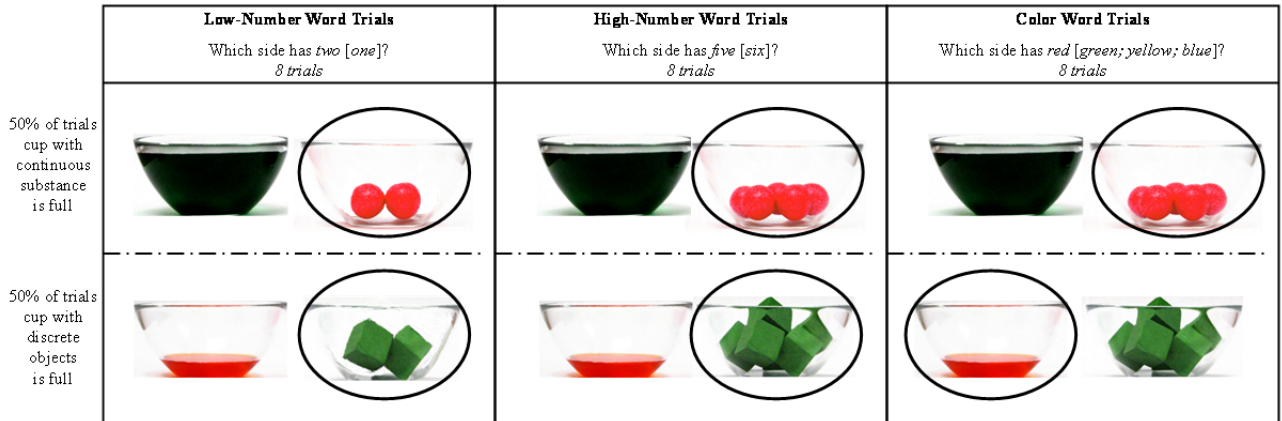 Low-Number Word Trials
Which side has two [one]?
8 trials
High-Number Word Trials
Which side has five [six]?
8 trials
Color Word Trials
Which side has red [green; yellow; blue]?
8 trials
50% of trials
cup with
continuous
substance
is full
50% of trials
cup with
discrete
objects
is full